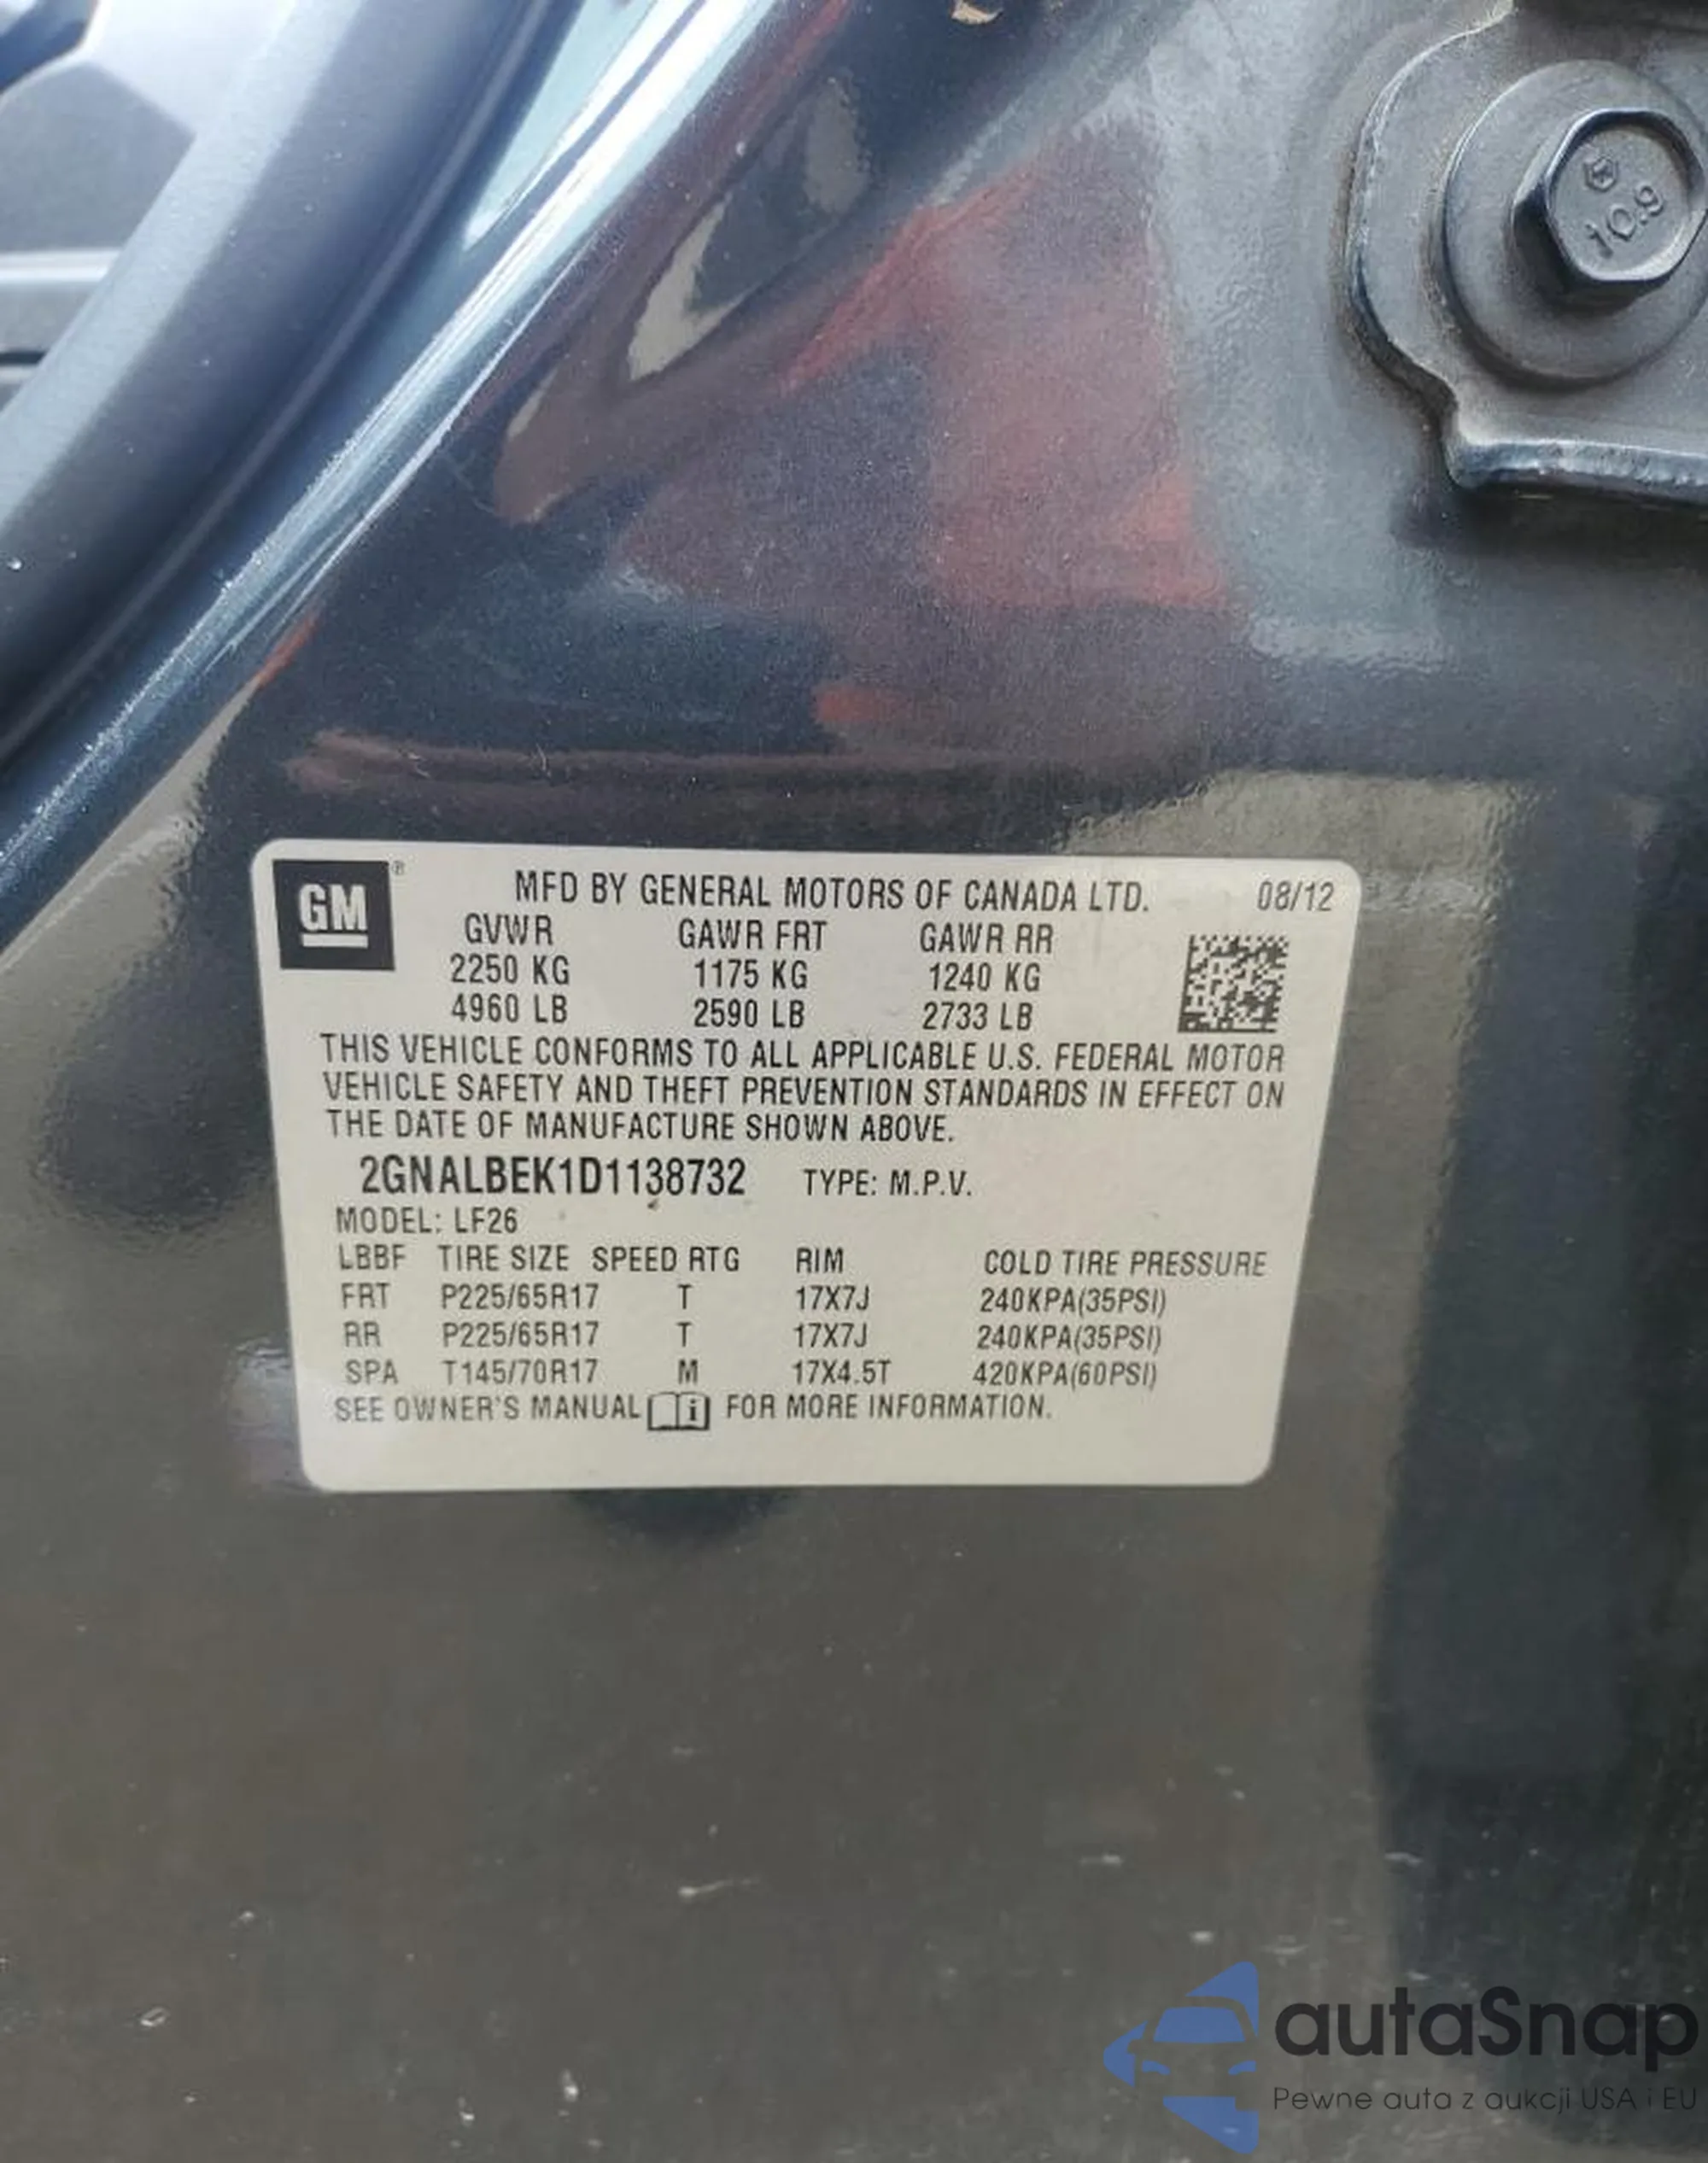 10.9
GM ®
MFD BY GENERAL MOTORS OF CANADA LTD. 08/12
GVWR GAWR FRT GAWR RR
2250 KG 1175 KG 1240 KG
4960 LB 2590 LB 2733 LB
THIS VEHICLE CONFORMS TO ALL APPLICABLE U.S. FEDERAL MOTOR
VEHICLE SAFETY AND THEFT PREVENTION STANDARDS IN EFFECT ON
THE DATE OF MANUFACTURE SHOWN ABOVE.
2GNALBEK1D1138732 TYPE: M.P.V.
MODEL: LF26
LBBF TIRE SIZE SPEED RTG RIM COLD TIRE PRESSURE
FRT P225/65R17 T 17X7J 240KPA(35PSI)
RR P225/65R17 T 17X7J 240KPA(35PSI)
SPA T145/70R17 M 17X4.5T 420KPA(60PSI)
SEE OWNER'S MANUAL i FOR MORE INFORMATION.
autaSnap
Pewne auta z aukcji USA i EU